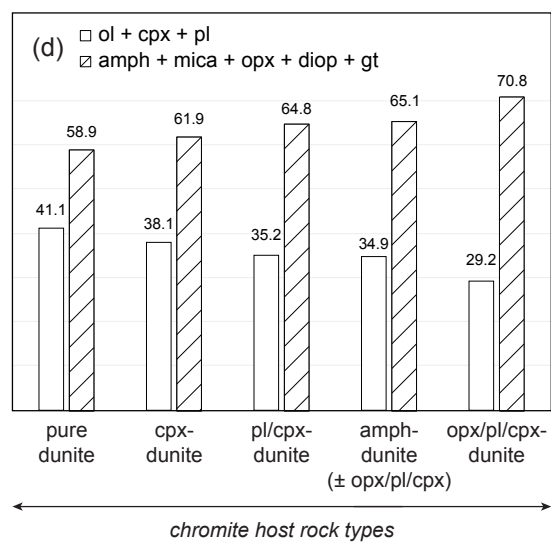 (d)
ol + cpx + pl
amph + mica + opx + diop + gt
41.1
58.9
38.1
61.9
35.2
64.8
34.9
65.1
29.2
70.8
pure
dunite
cpx-
dunite
pl/cpx-
dunite
amph-
dunite
(± opx/pl/cpx)
opx/pl/cpx-
dunite
chromite host rock types